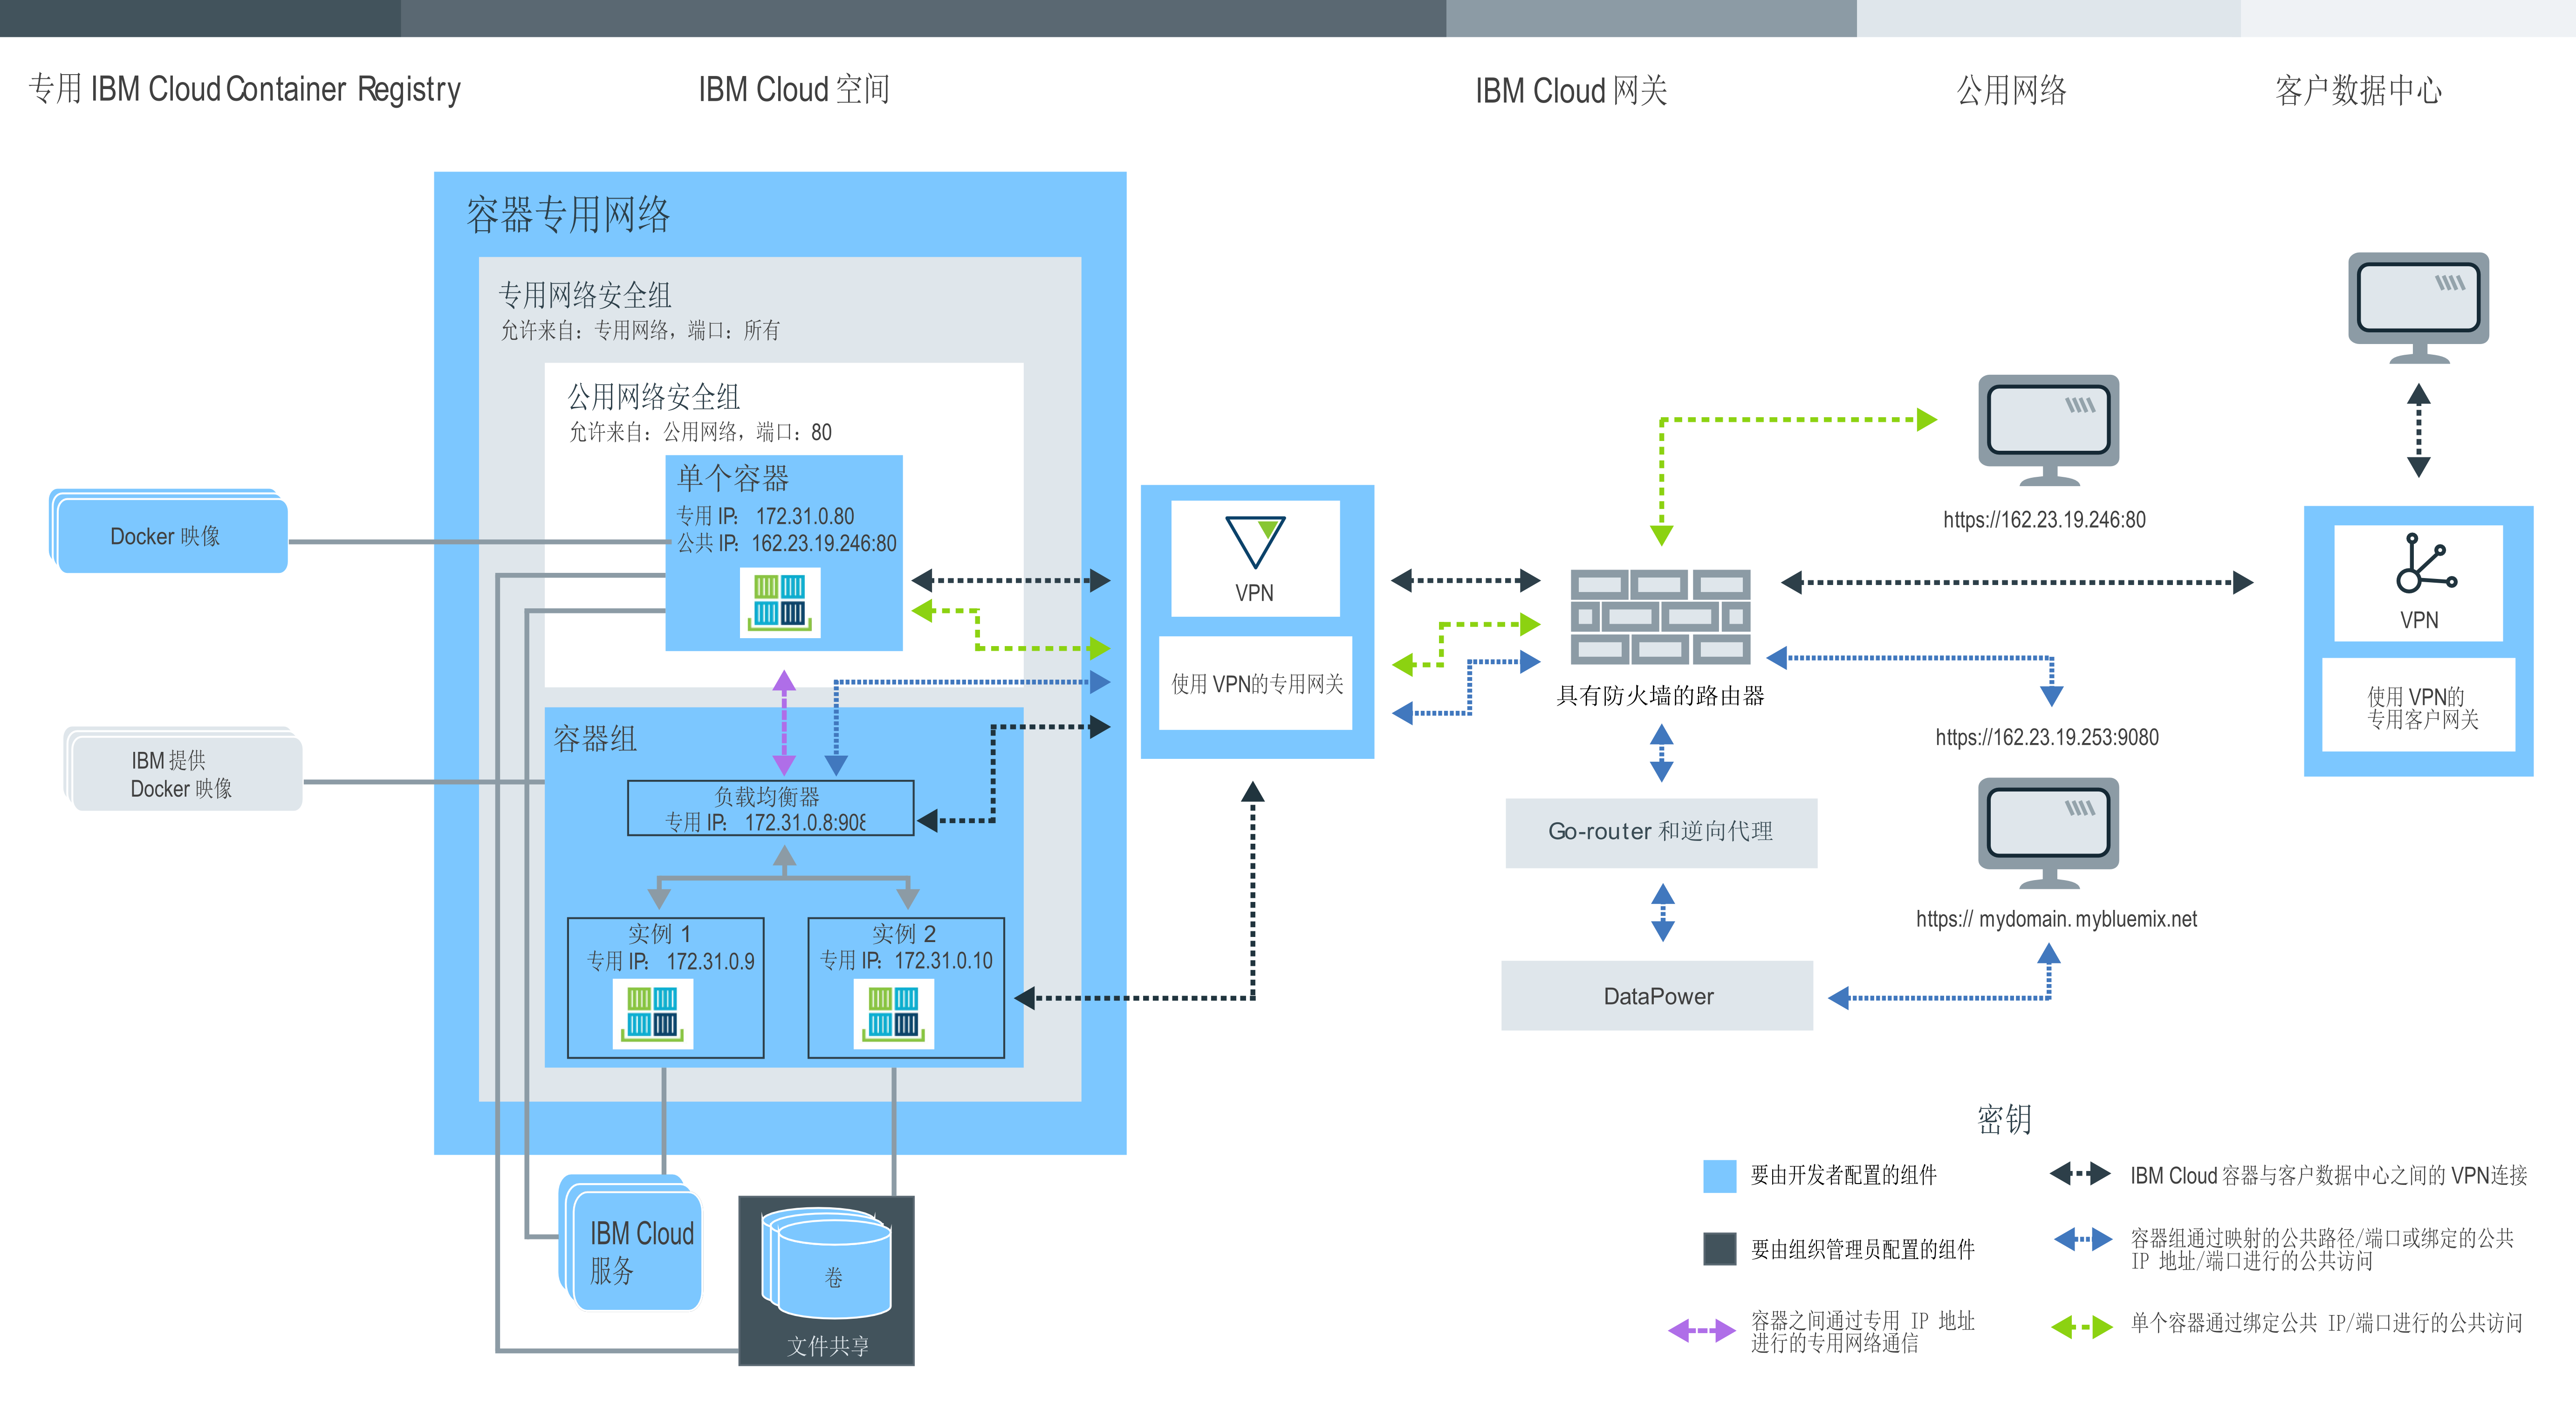 专用 IBM Cloud Container Registry
IBM Cloud 空间
IBM Cloud 网关
公用网络
客户数据中心
容器专用网络
专用网络安全组
允许来自：专用网络，端口：所有
公用网络安全组
允许来自：公用网络，端口：80
单个容器
专用 IP： 172.31.0.80
公共 IP：162.23.19.246:80
Docker 映像
IBM 提供
Docker 映像
容器组
负载均衡器
专用 IP： 172.31.0.8:908
实例 1
专用 IP： 172.31.0.9
实例 2
专用 IP：172.31.0.10
IBM Cloud
服务
卷
文件共享
VPN
使用 VPN的专用网关
具有防火墙的路由器
Go-router 和逆向代理
DataPower
https://162.23.19.246:80
https://162.23.19.253:9080
https:// mydomain. mybluemix.net
VPN
使用 VPN的
专用客户网关
密钥
要由开发者配置的组件
要由组织管理员配置的组件
容器之间通过专用 IP 地址
进行的专用网络通信
IBM Cloud 容器与客户数据中心之间的 VPN连接
容器组通过映射的公共路径/端口或绑定的公共
IP 地址/端口进行的公共访问
单个容器通过绑定公共 IP/端口进行的公共访问